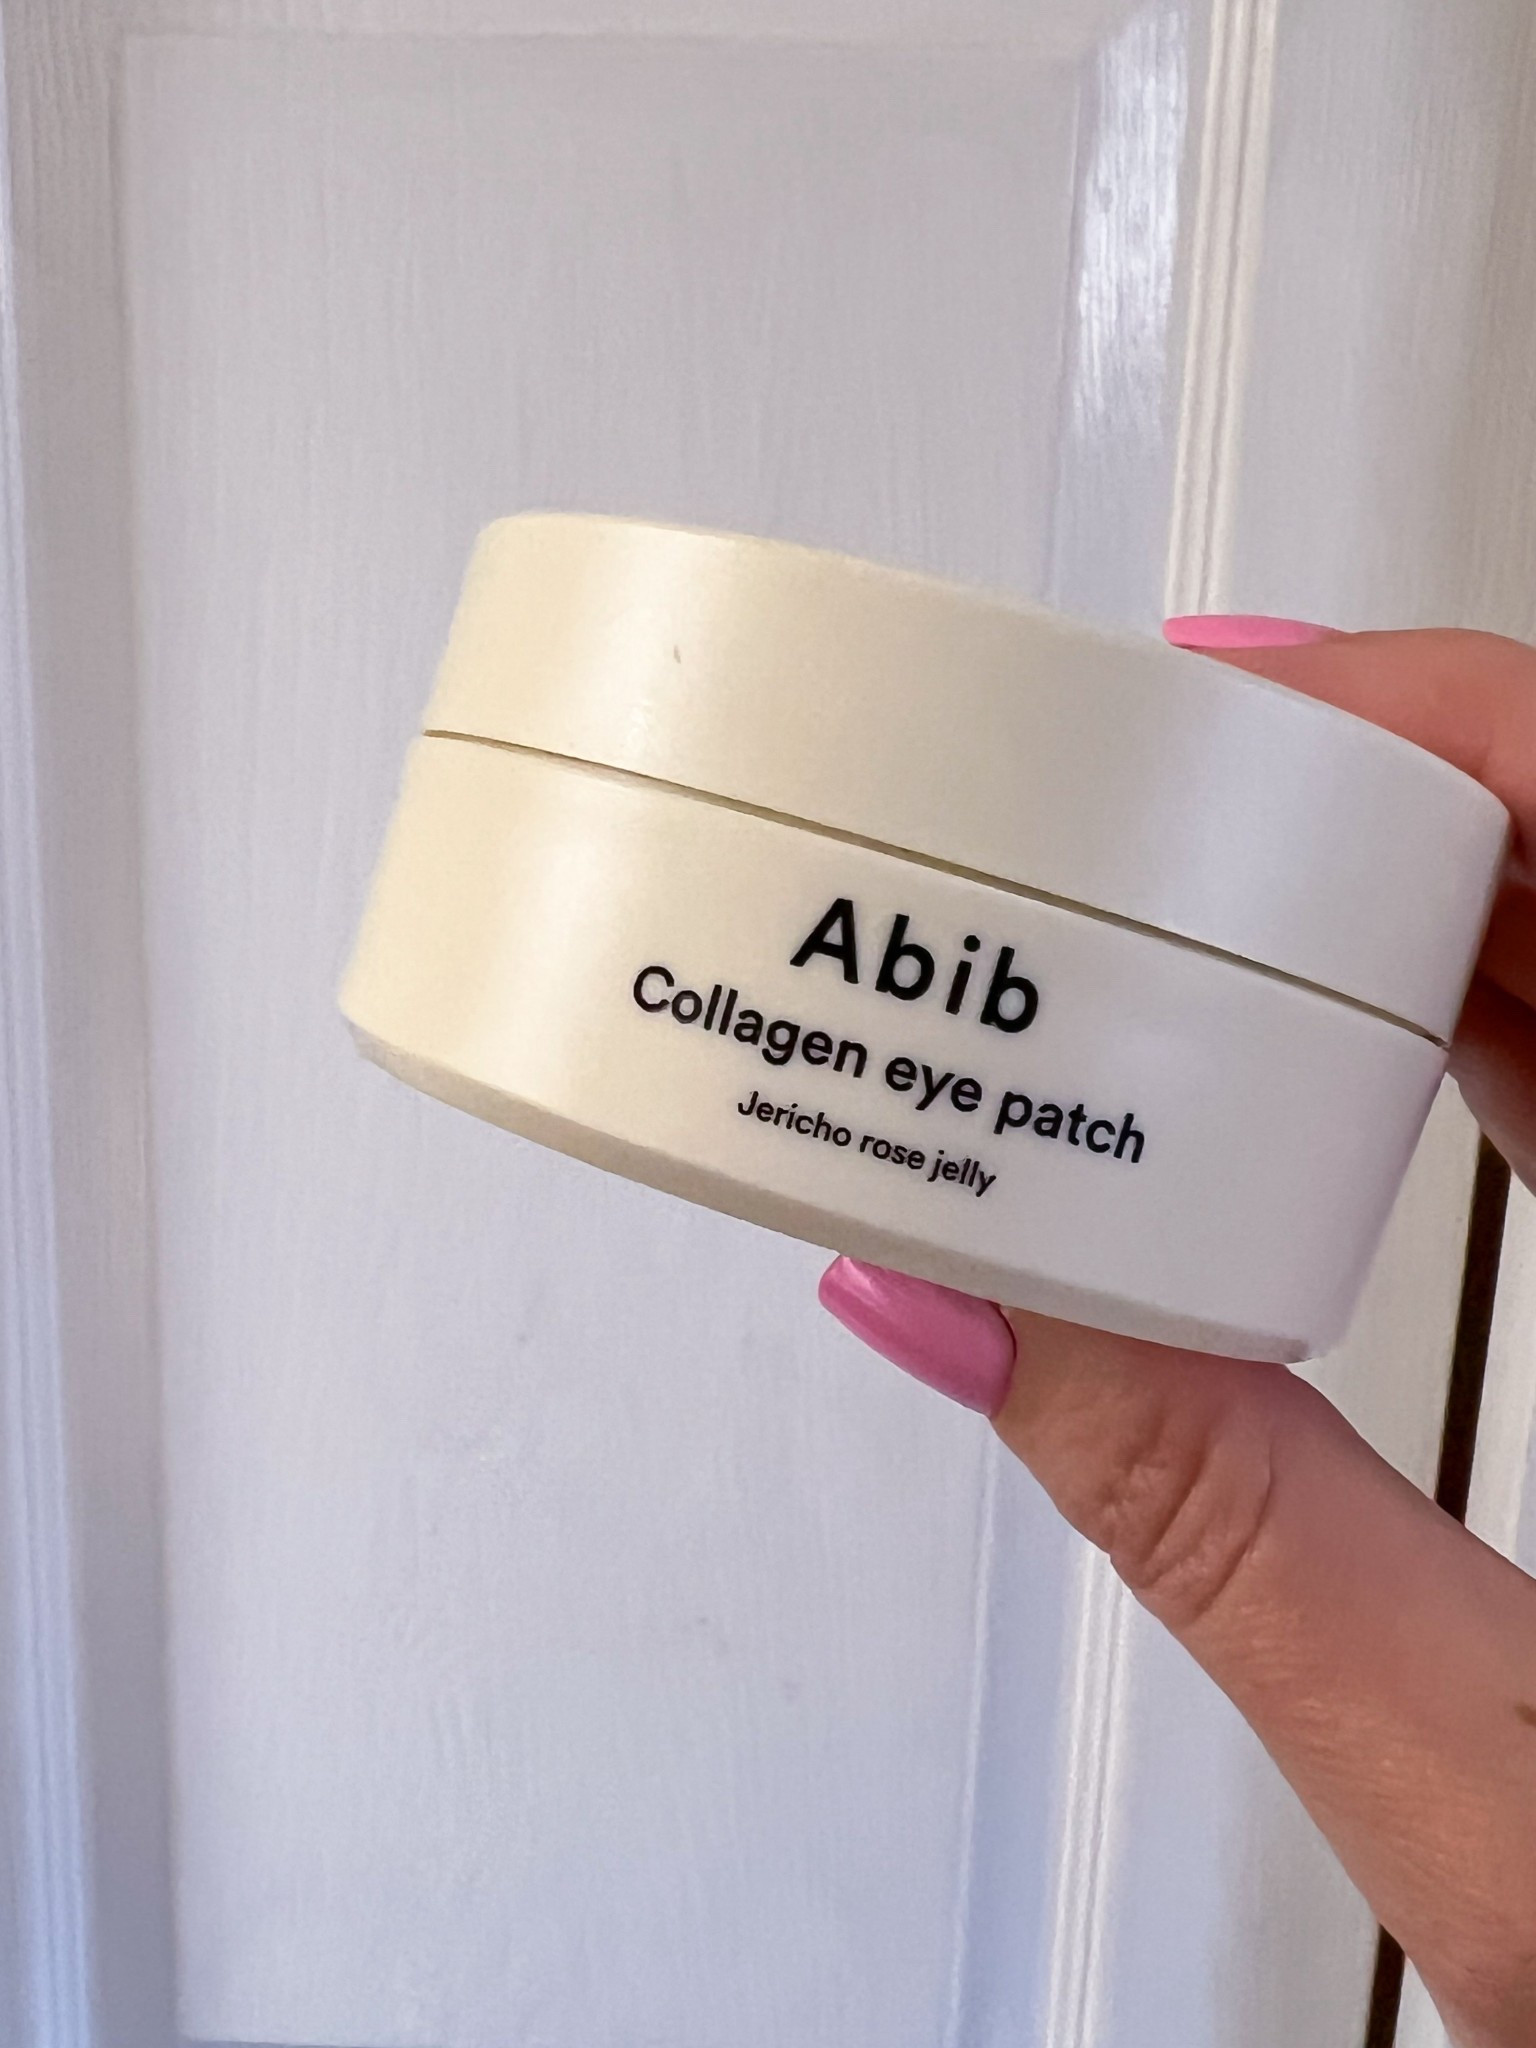 Abib
Collagen eye patch
Jericho rose jelly